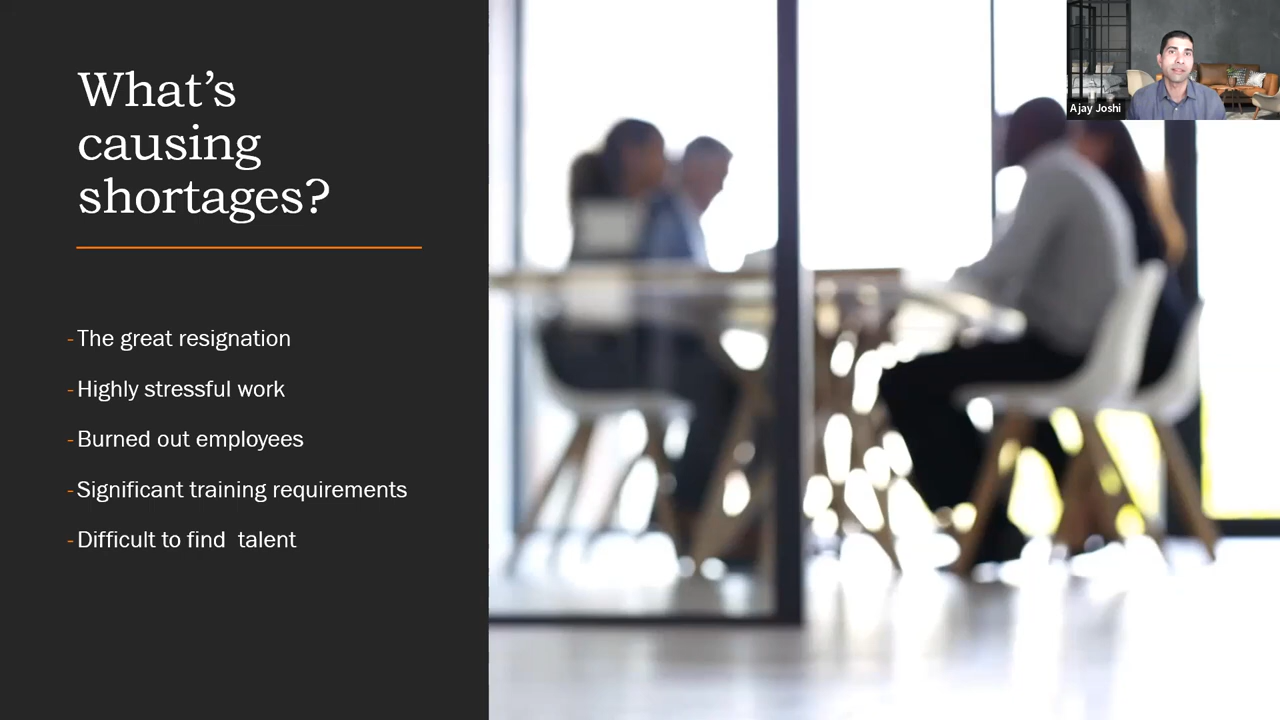 What's
causing
shortages?
- The great resignation
- Highly stressful work
- Burned out employees
- Significant training requirements
- Difficult to find  talent
Ajay Joshi